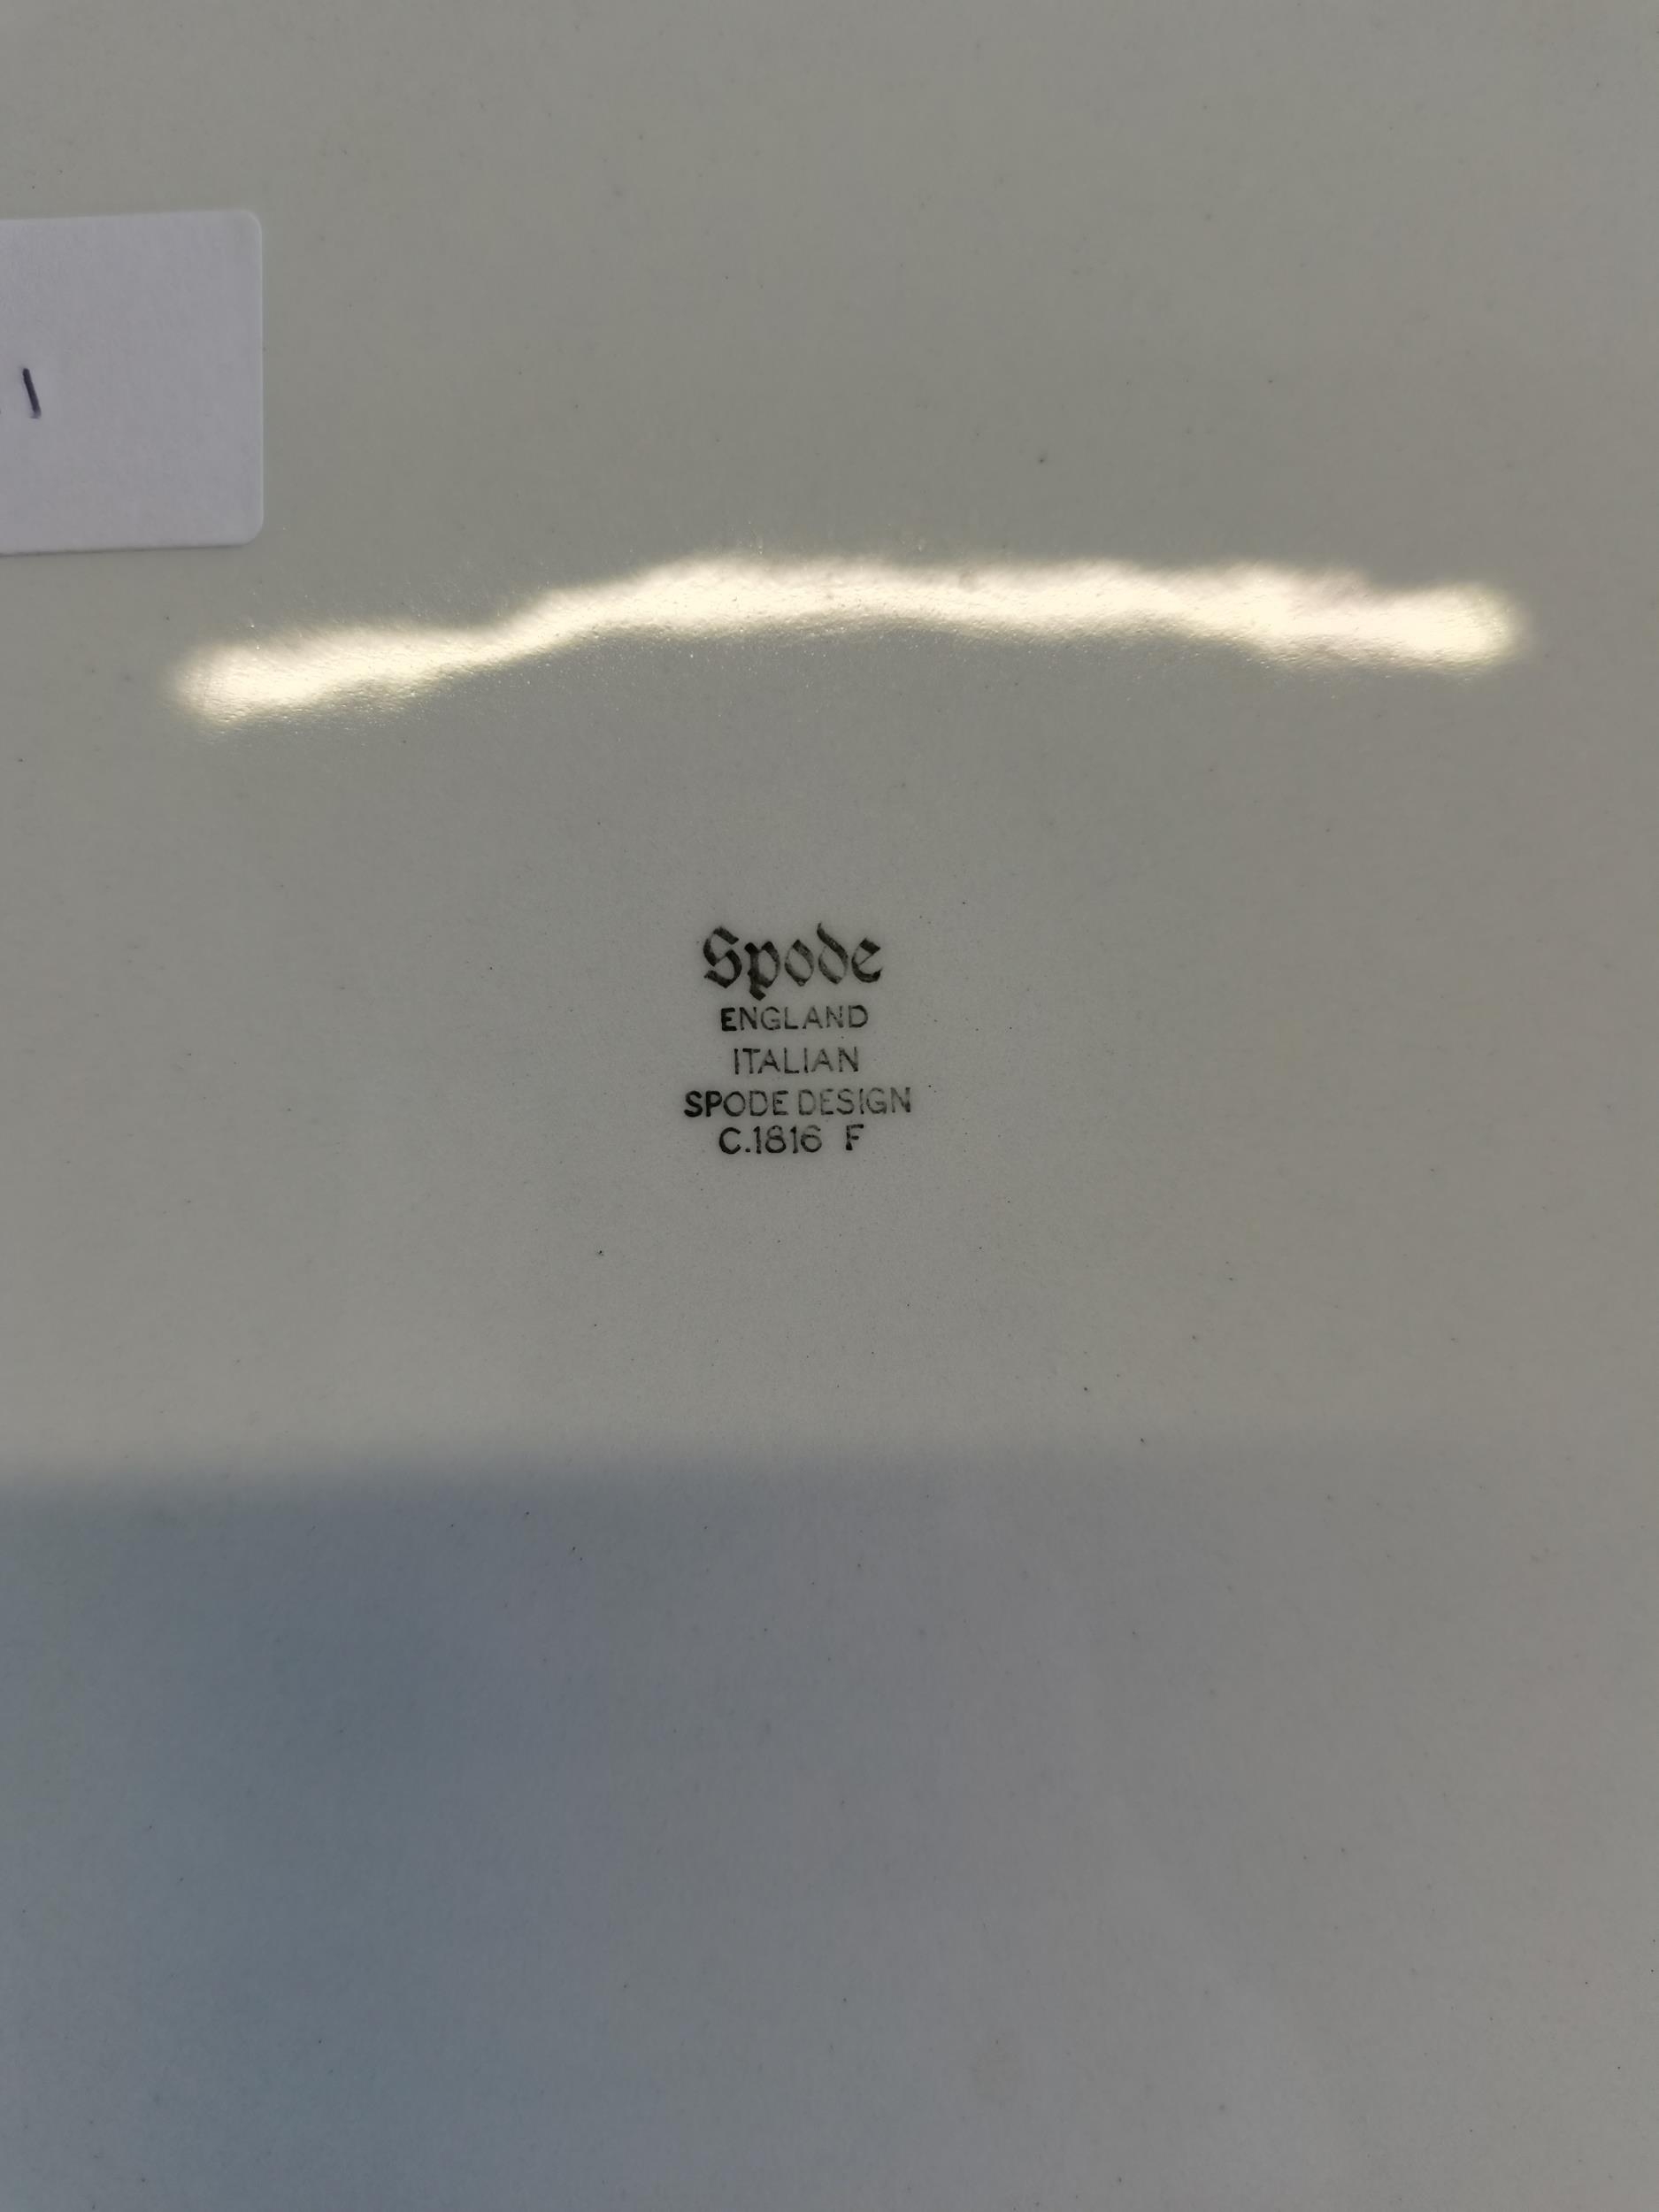 Spode
ENGLAND
ITALIAN
SPODE DESIGN
C.1816 F